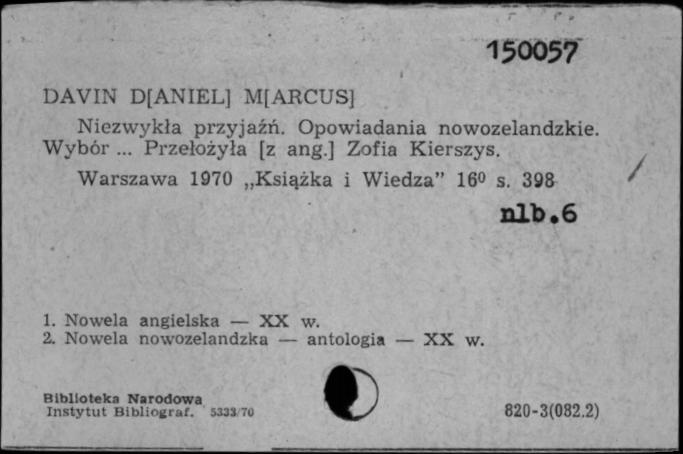 150057
DAVIN D[ANIEL] M[ARCUS]
Niezwykła przyjaźń. Opowiadania nowozelandzkie.
Wybór ... Przełożyła [z ang.] Zofia Kierszys.
Warszawa 1970 „Książka i Wiedza” 16⁰ s. 398
nlb.6
1. Nowela angielska — XX w.
2. Nowela nowozelandzka — antologia — XX w.
Biblioteka Narodowa
Instytut Bibliograf. 5333/70
820-3(082.2)